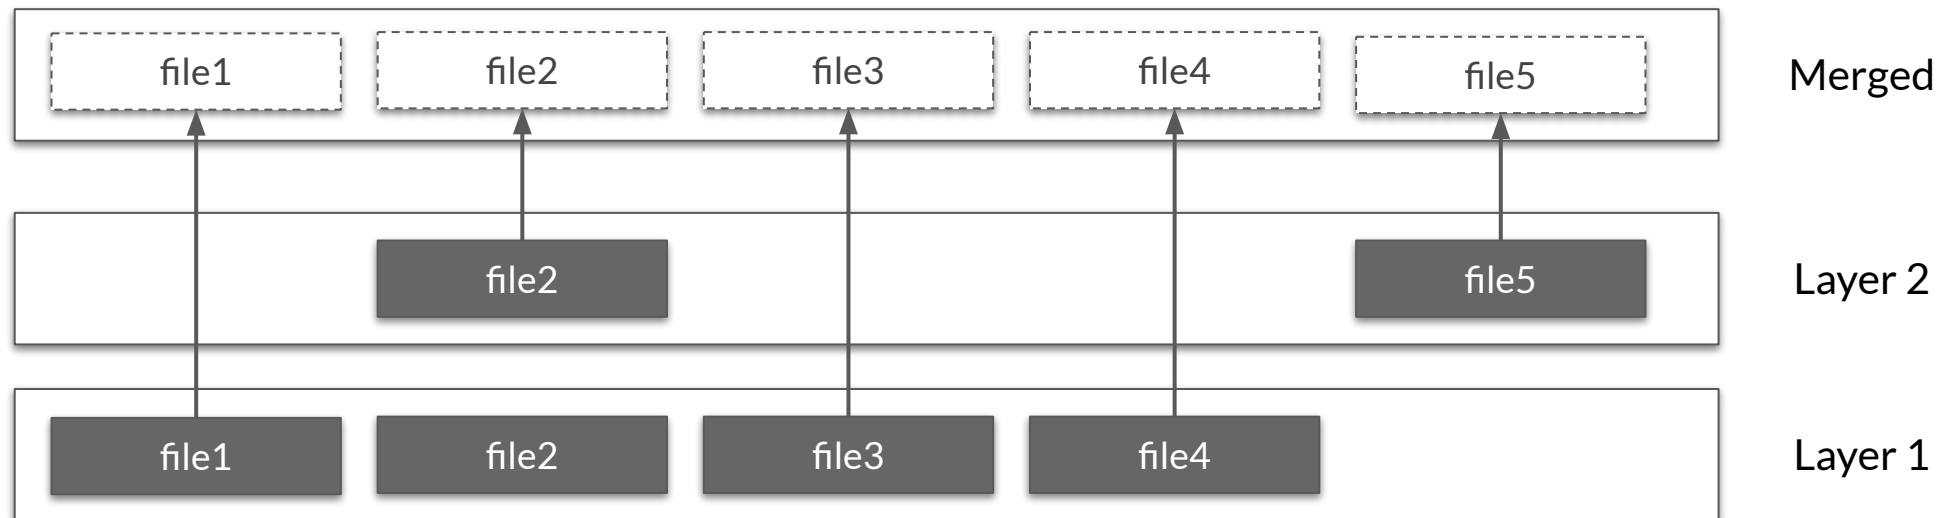 file1 file2 file3 file4 file5 Merged
file2 file5 Layer 2
file1 file2 file3 file4 Layer 1